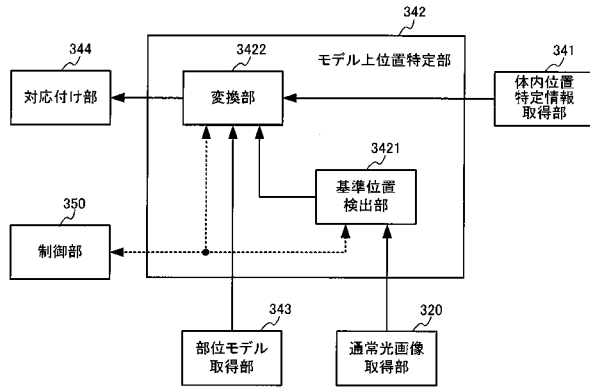 342
344
3422
モデル上位置特定部
341
対応付け部
変換部
体内位置
特定情報
取得部
3421
基準位置
検出部
350
制御部
343
320
部位モデル
取得部
通常光画像
取得部